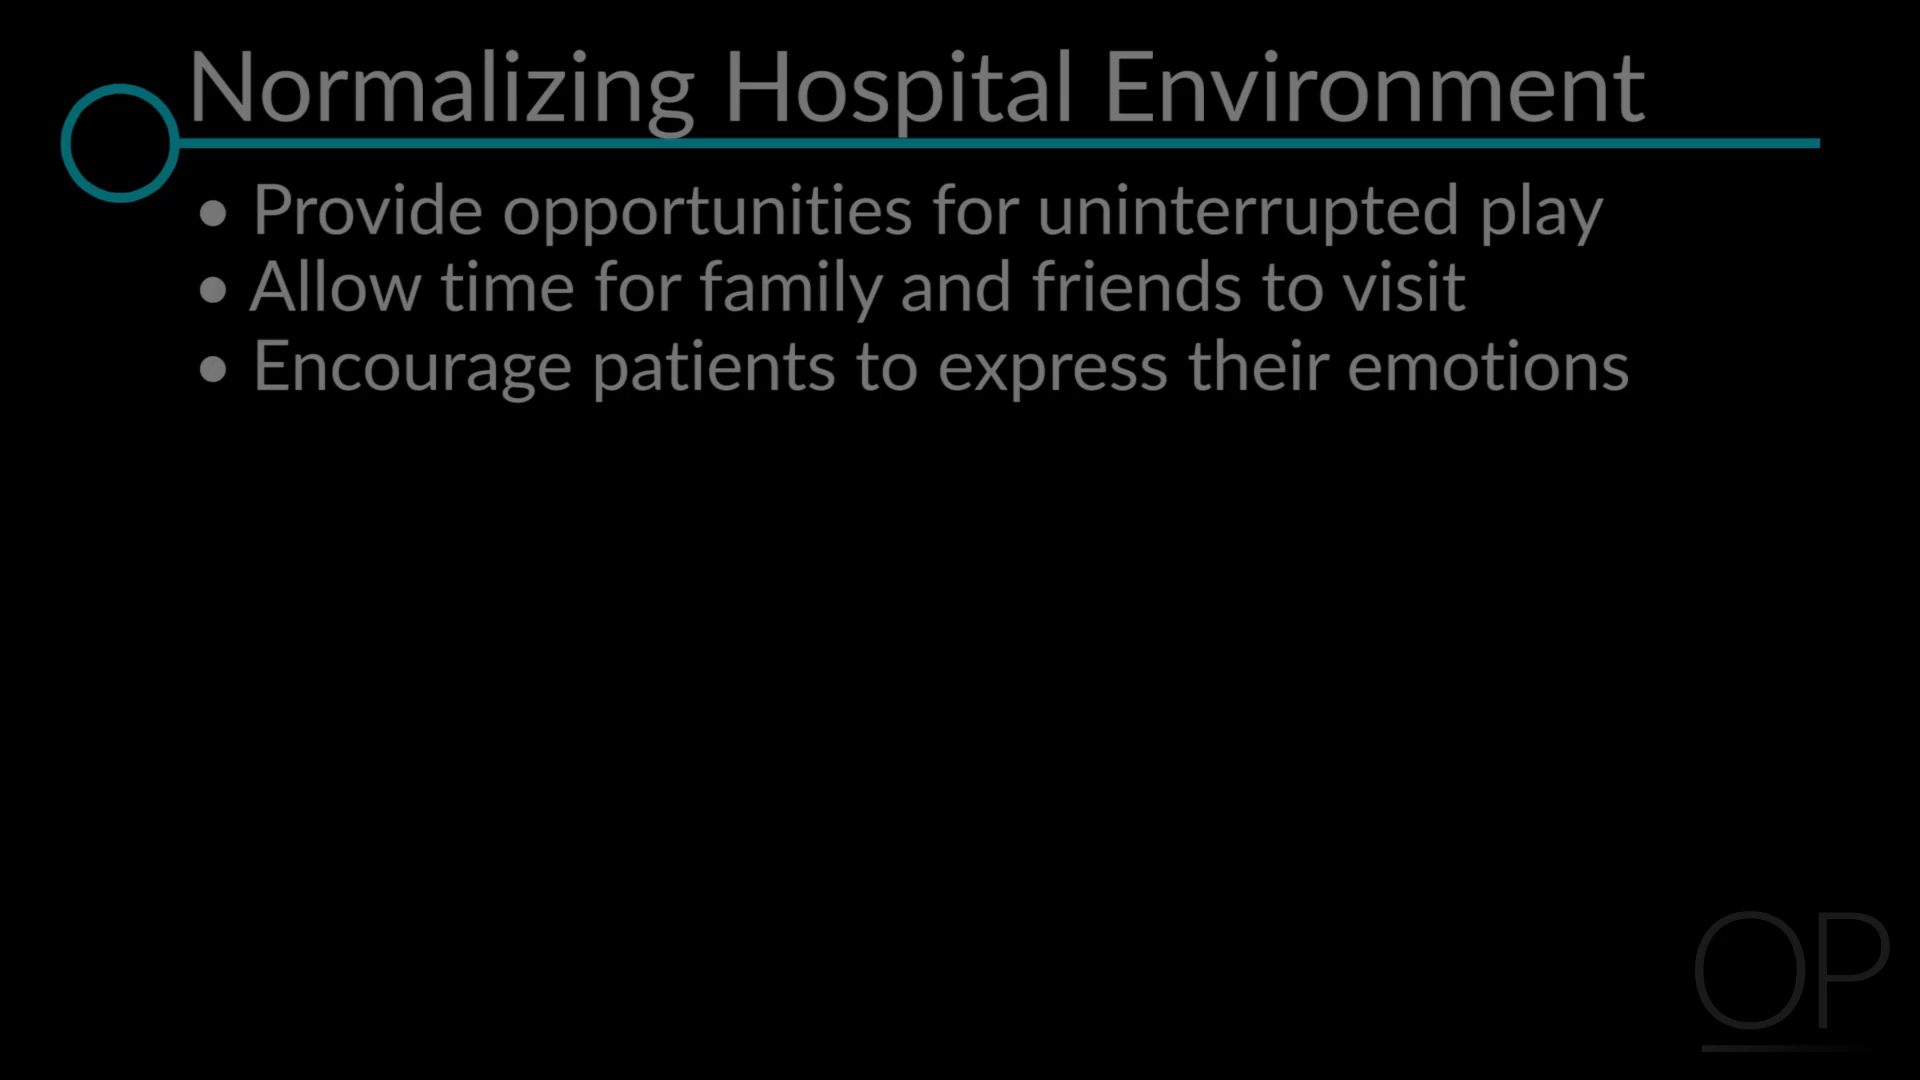 Normalizing Hospital Environment
• Provide opportunities for uninterrupted play
• Allow time for family and friends to visit
• Encourage patients to express their emotions
OP